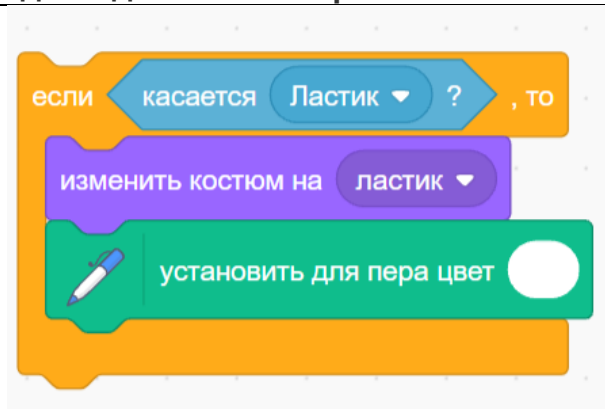 если касается Ластик ? , то
изменить костюм на ластик
установить для пера цвет